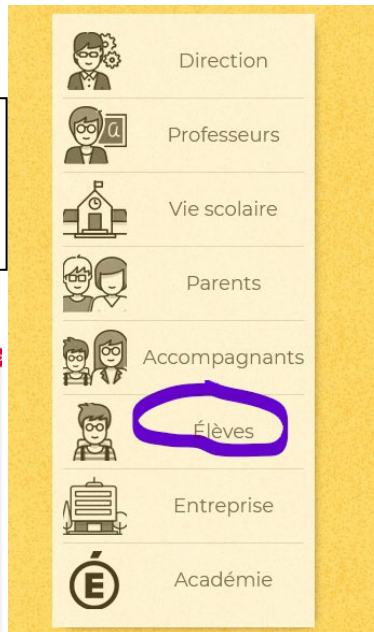 Direction
Professeurs
Vie scolaire
Parents
Accompagnants
Élèves
Entreprise
É
Académie